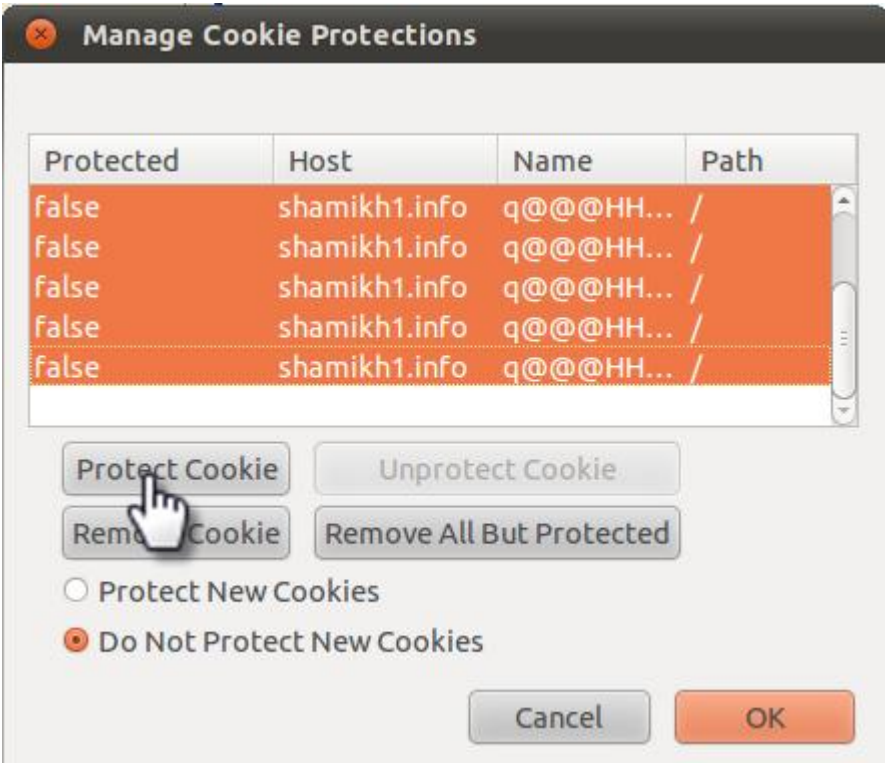 Manage Cookie Protections
Protected Host Name Path
false shamikh1.info q@@@HH... /
false shamikh1.info q@@@HH... /
false shamikh1.info q@@@HH... /
false shamikh1.info q@@@HH... /
false shamikh1.info q@@@HH... /
Protect Cookie Unprotect Cookie
Remove Cookie Remove All But Protected
Protect New Cookies
Do Not Protect New Cookies
Cancel OK